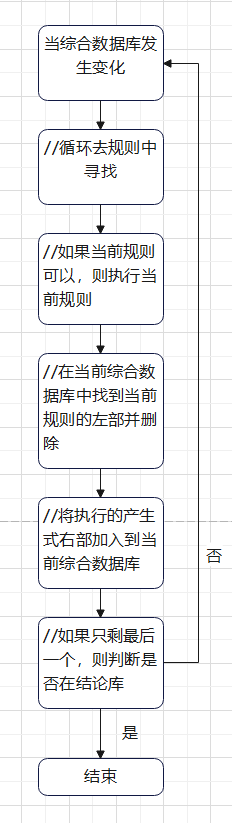 当综合数据库发
生变化
//循环去规则中
寻找
//如果当前规则
可以，则执行当
前规则
//在当前综合数
据库中找到当前
规则的左部并删
除
//将执行的产生
式右部加入到当
前综合数据库
否
//如果只剩最后
一个，则判断是
否在结论库
是
结束